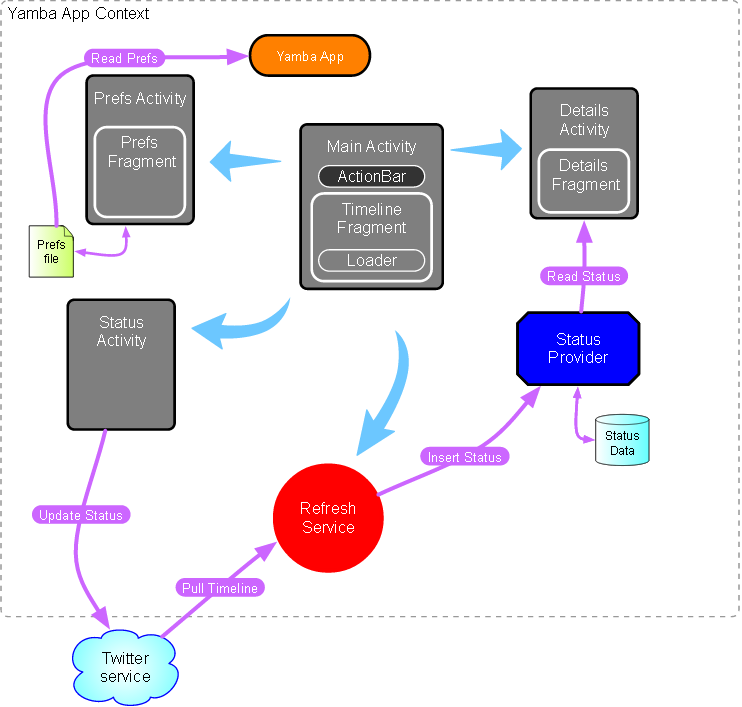 Yamba App Context
Read Prefs
Yamba App
Prefs Activity
Prefs
Fragment
Main Activity
ActionBar
Timeline
Fragment
Loader
Details
Activity
Details
Fragment
Prefs
file
Read Status
Status
Activity
Status
Provider
Status
Data
Insert Status
Update Status
Refresh
Service
Pull Timeline
Twitter
service